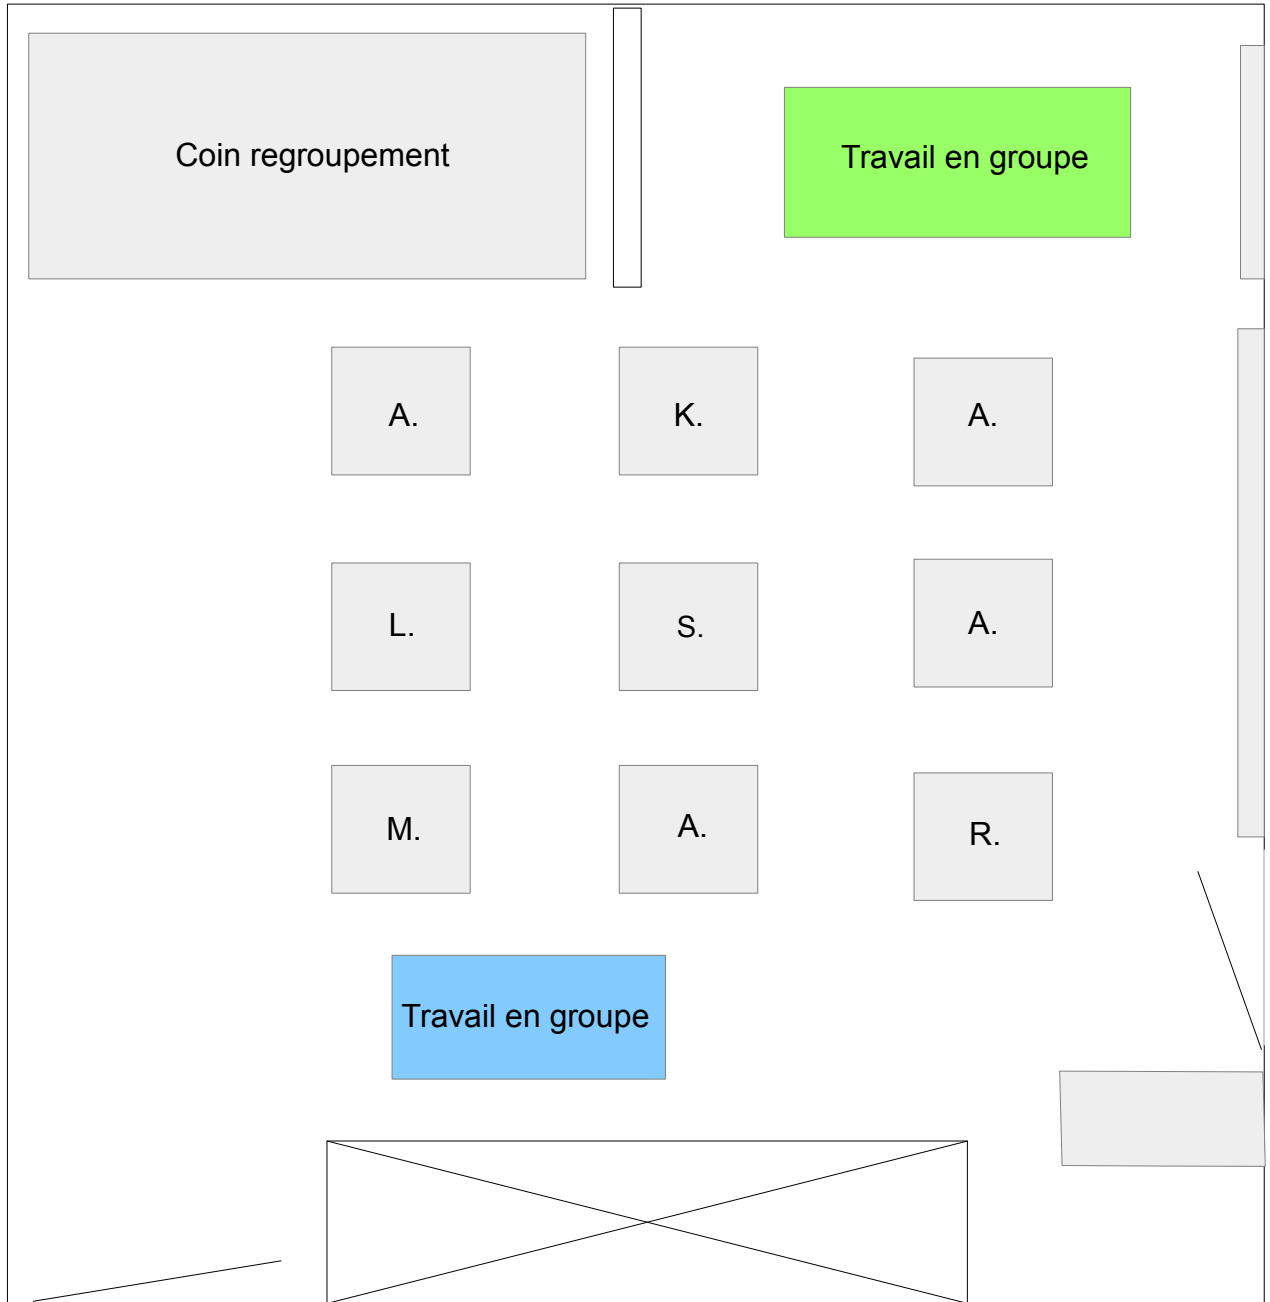 Coin regroupement
Travail en groupe
A.
K.
A.
L.
S.
A.
M.
A.
R.
Travail en groupe